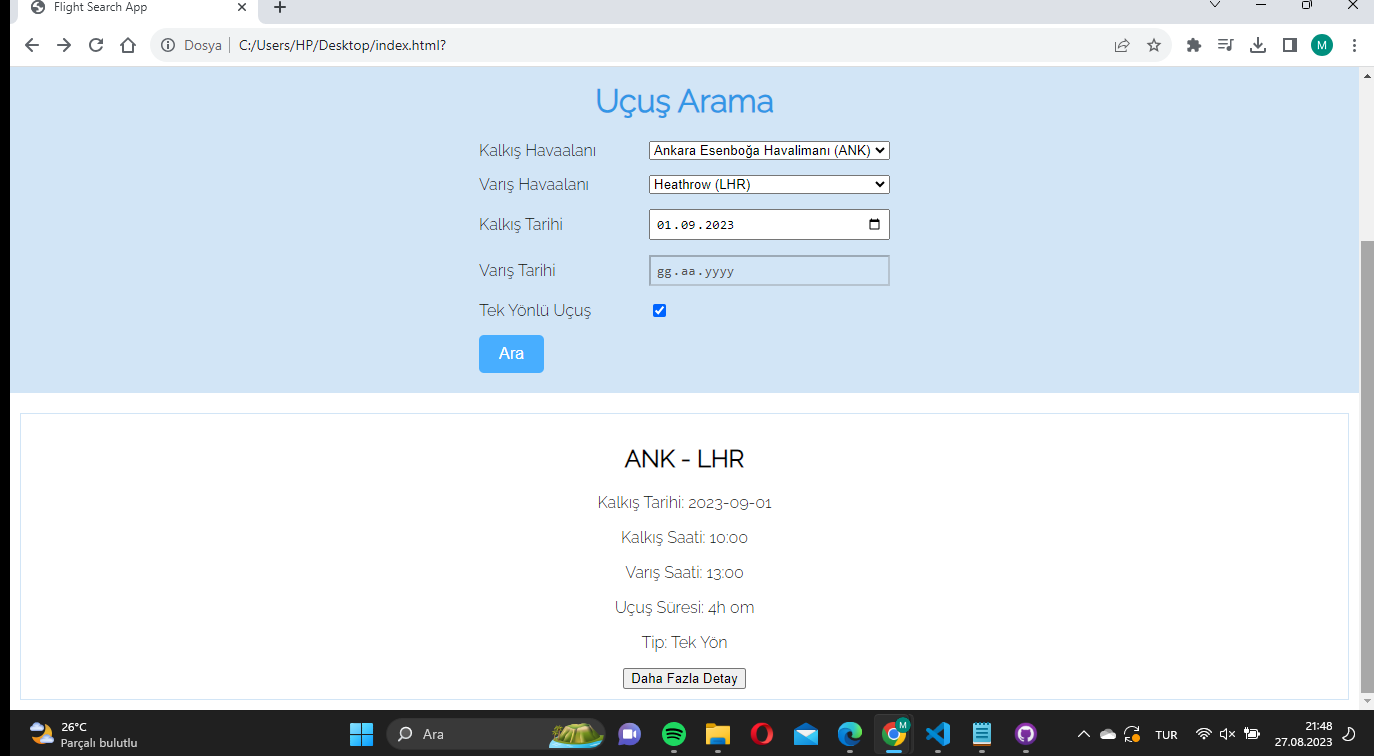 Flight Search App
Dosya C:/Users/HP/Desktop/index.html?
M
Uçuş Arama
Kalkış Havaalanı Ankara Esenboğa Havalimanı (ANK)
Varış Havaalanı Heathrow (LHR)
Kalkış Tarihi 01.09.2023
Varış Tarihi gg.aa.yyyy
Tek Yönlü Uçuş
Ara
ANK - LHR
Kalkış Tarihi: 2023-09-01
Kalkış Saati: 10:00
Varış Saati: 13:00
Uçuş Süresi: 4h 0m
Tip: Tek Yön
Daha Fazla Detay
26°C
Parçalı bulutlu
Ara
M
TUR
21:48
27.08.2023